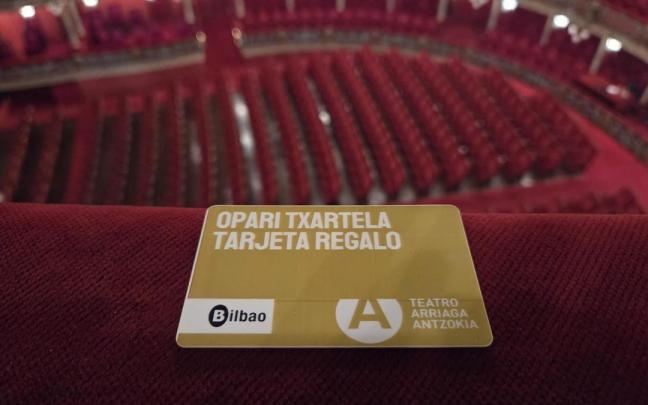 OPARI TXARTELA
TARJETA REGALO
Bilbao
A
TEATRO
ARRIAGA
ANTZOKIA